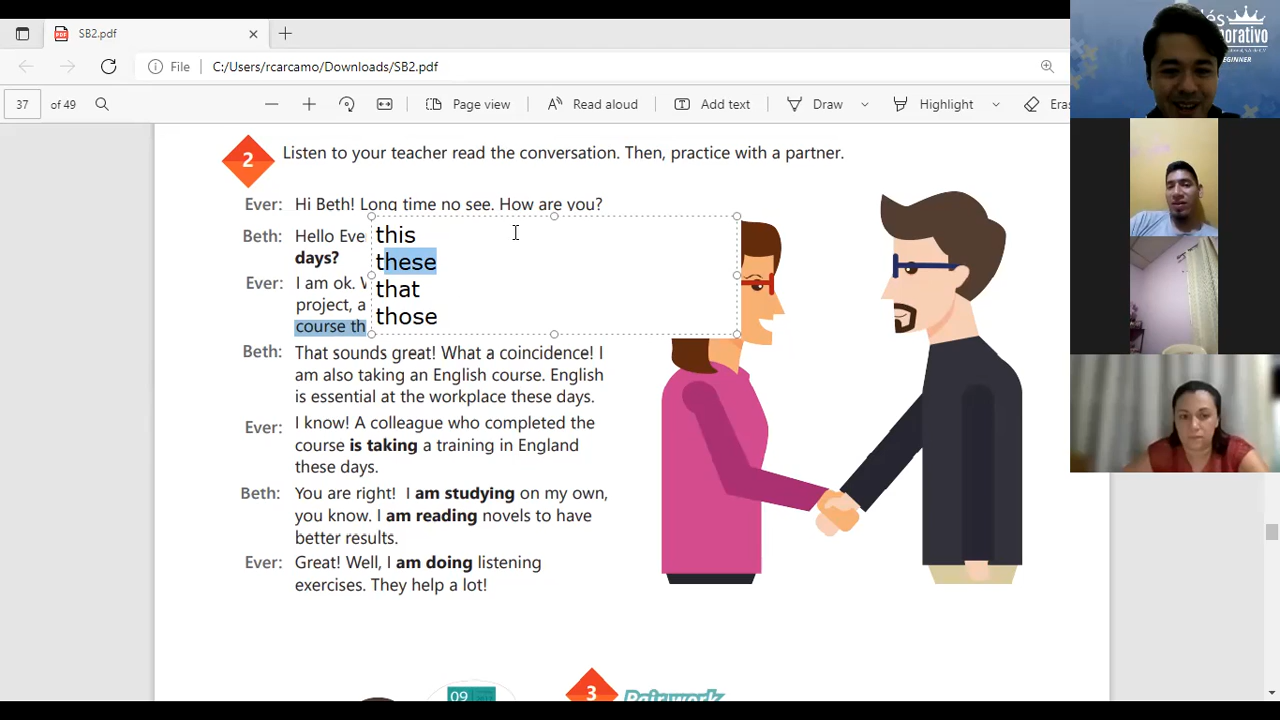 SB2.pdf
File C:/Users/rcarcamo/Downloads/SB2.pdf
37 of 49 Page view Read aloud Add text Draw Highlight Eras
és
porativo
EGINNER
2 Listen to your teacher read the conversation. Then, practice with a partner.
Ever: Hi Beth! Long time no see. How are you?
Beth: Hello Eve
days?
Ever: I am ok. 
project, a
course th
this
these
that
those
Beth: That sounds great! What a coincidence! I
am also taking an English course. English
is essential at the workplace these days.
Ever: I know! A colleague who completed the
course is taking a training in England
these days.
Beth: You are right! I am studying on my own,
you know. I am reading novels to have
better results.
Ever: Great! Well, I am doing listening
exercises. They help a lot!
09
3 Pair work